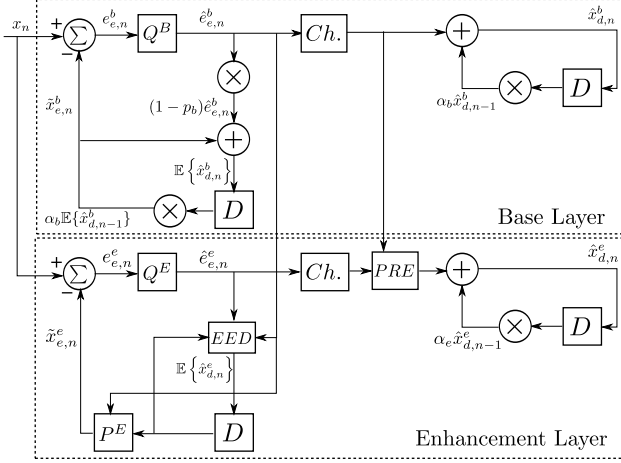 x_n + Σ e^b_{e,n} Q^B ê^b_{e,n} Ch. + x̂^b_{d,n}
−
x̃^b_{e,n} × α_b x̂^b_{d,n−1} × D
(1 − p_b)ê^b_{e,n}
+
𝔼{x̂^b_{d,n}}
α_b 𝔼{x̂^b_{d,n−1}} × D
Base Layer
+ Σ e^e_{e,n} Q^E ê^e_{e,n} Ch. PRE + x̂^e_{d,n}
−
x̃^e_{e,n} EED α_e x̂^e_{d,n−1} × D
𝔼{x̂^e_{d,n}}
P^E D
Enhancement Layer